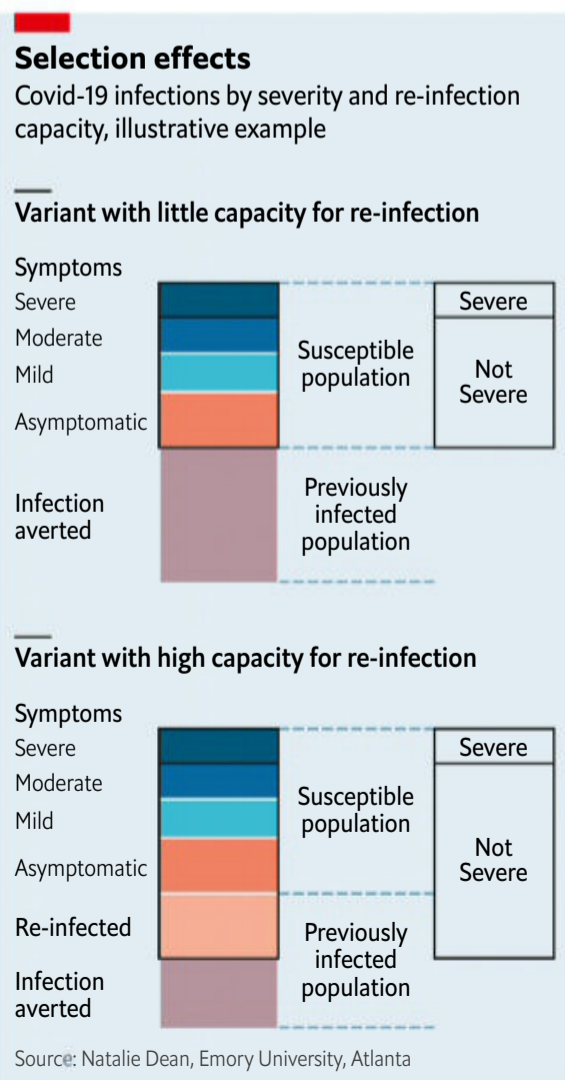 Selection effects
Covid-19 infections by severity and re-infection
capacity, illustrative example
Variant with little capacity for re-infection
Symptoms
Severe
Moderate
Mild
Asymptomatic
Infection
averted
Susceptible
population
Previously
infected
population
Severe
Not
Severe
Variant with high capacity for re-infection
Symptoms
Severe
Moderate
Mild
Asymptomatic
Re-infected
Infection
averted
Susceptible
population
Previously
infected
population
Severe
Not
Severe
Source: Natalie Dean, Emory University, Atlanta